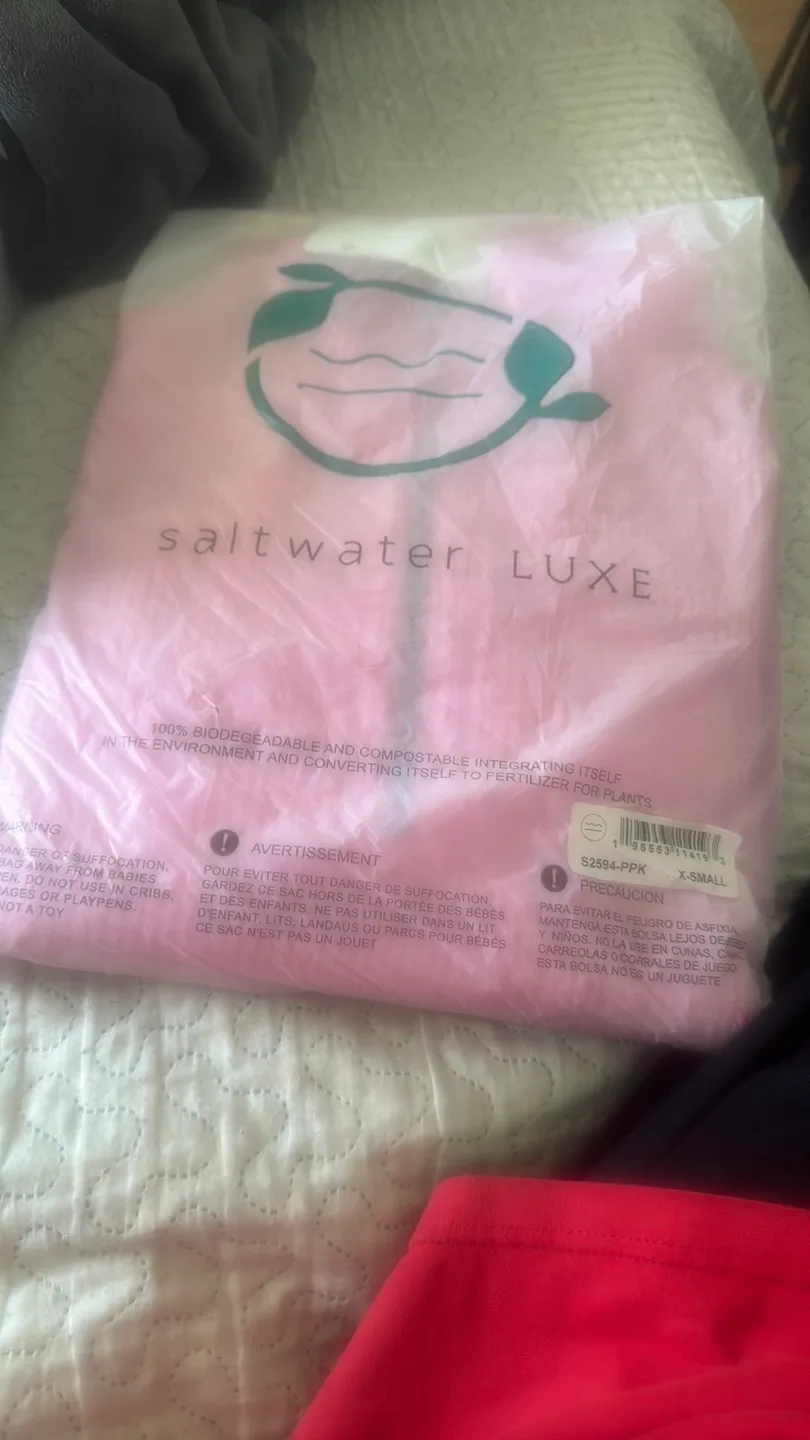 saltwater LUXE
100% BIODEGEADABLE AND COMPOSTABLE INTEGRATING ITSELF
IN THE ENVIRONMENT AND CONVERTING ITSELF TO FERTILIZER FOR PLANTS.
WARNING
DANGER OF SUFFOCATION,
BAG AWAY FROM BABIES
EN. DO NOT USE IN CRIBS,
AGES OR PLAYPENS.
NOT A TOY
AVERTISSEMENT
POUR EVITER TOUT DANGER DE SUFFOCATION,
GARDEZ CE SAC HORS DE LA PORTÉE DES BÉBÉS
ET DES ENFANTS. NE PAS UTILISER DANS UN LIT
D'ENFANT, LITS, LANDAUS OU PARCS POUR BÉBÉS
CE SAC N'EST PAS UN JOUET
S2594-PPK X-SMALL
PRECAUCION
PARA EVITAR EL PELIGRO DE ASFIXIA,
MANTENGA ESTA BOLSA LEJOS DE
Y NIÑOS. NO LA USE EN CUNAS,
CARREOLAS O CORRALES DE JUEGO
ESTA BOLSA NO ES UN JUGUETE